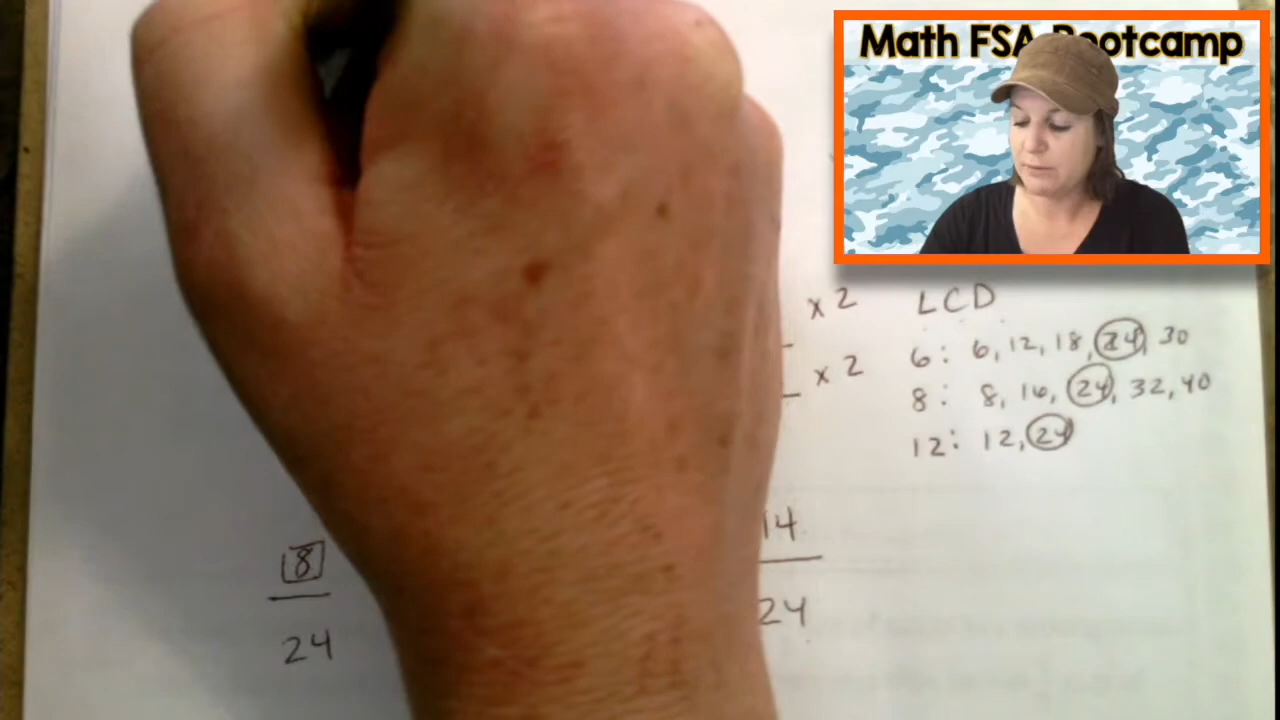 Math FSA Bootcamp
x 2 LCD
6: 6, 12, 18, 24, 30
x 2
8: 8, 16, 24, 32, 40
12: 12, 24
8 14
24 24